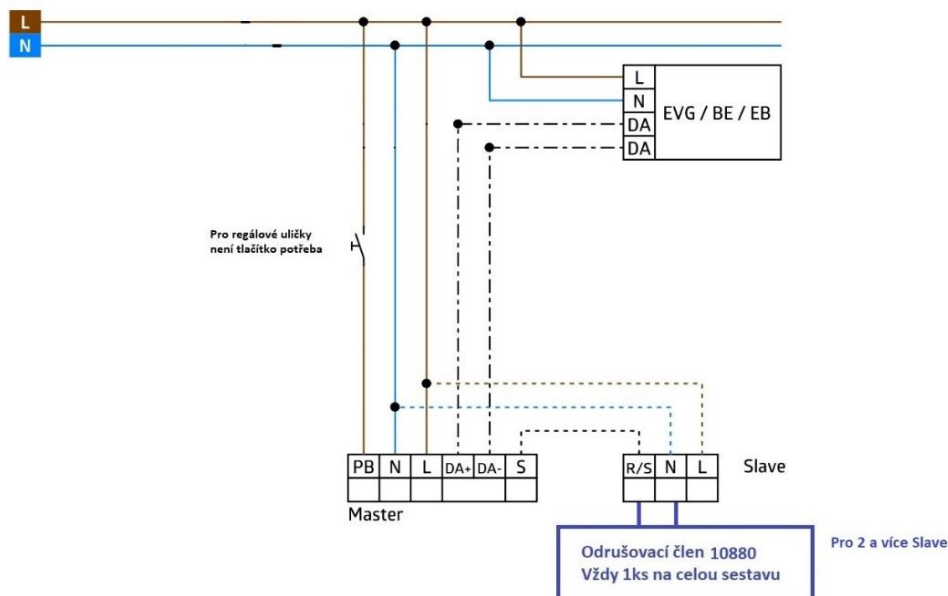 L
N
L
N
DA
DA
EVG / BE / EB
Pro regálové uličky
není tlačítko potřeba
PB N L DA+ DA- S
Master
R/S N L
Slave
Odrušovací člen 10880
Vždy 1ks na celou sestavu
Pro 2 a více Slave